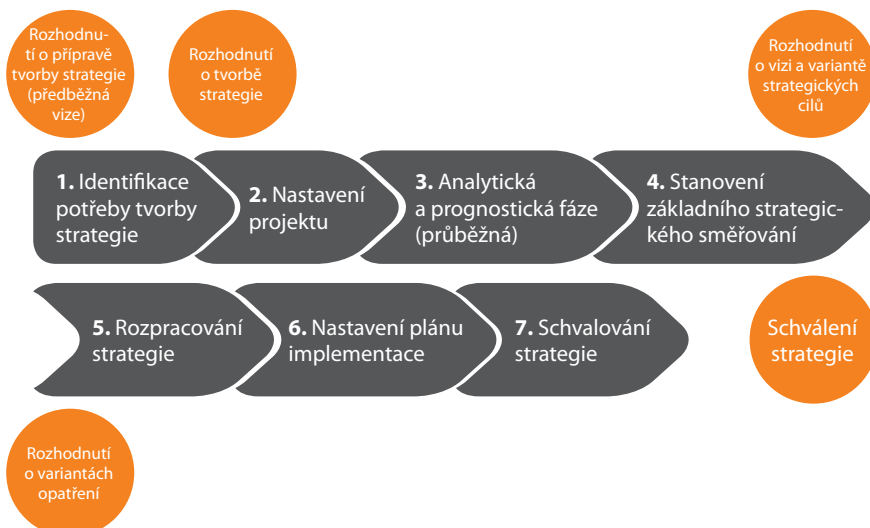 Rozhodnu-
tí o přípravě
tvorby strategie
(předběžná
vize)
Rozhodnutí
o tvorbě
strategie
Rozhodnutí
o vizi a variantě
strategických
cilů
1. Identifikace
potřeby tvorby
strategie
2. Nastavení
projektu
3. Analytická
a prognostická fáze
(průběžná)
4. Stanovení
základního strategic-
kého směřování
5. Rozpracování
strategie
6. Nastavení plánu
implementace
7. Schvalování
strategie
Schválení
strategie
Rozhodnutí
o variantách
opatření